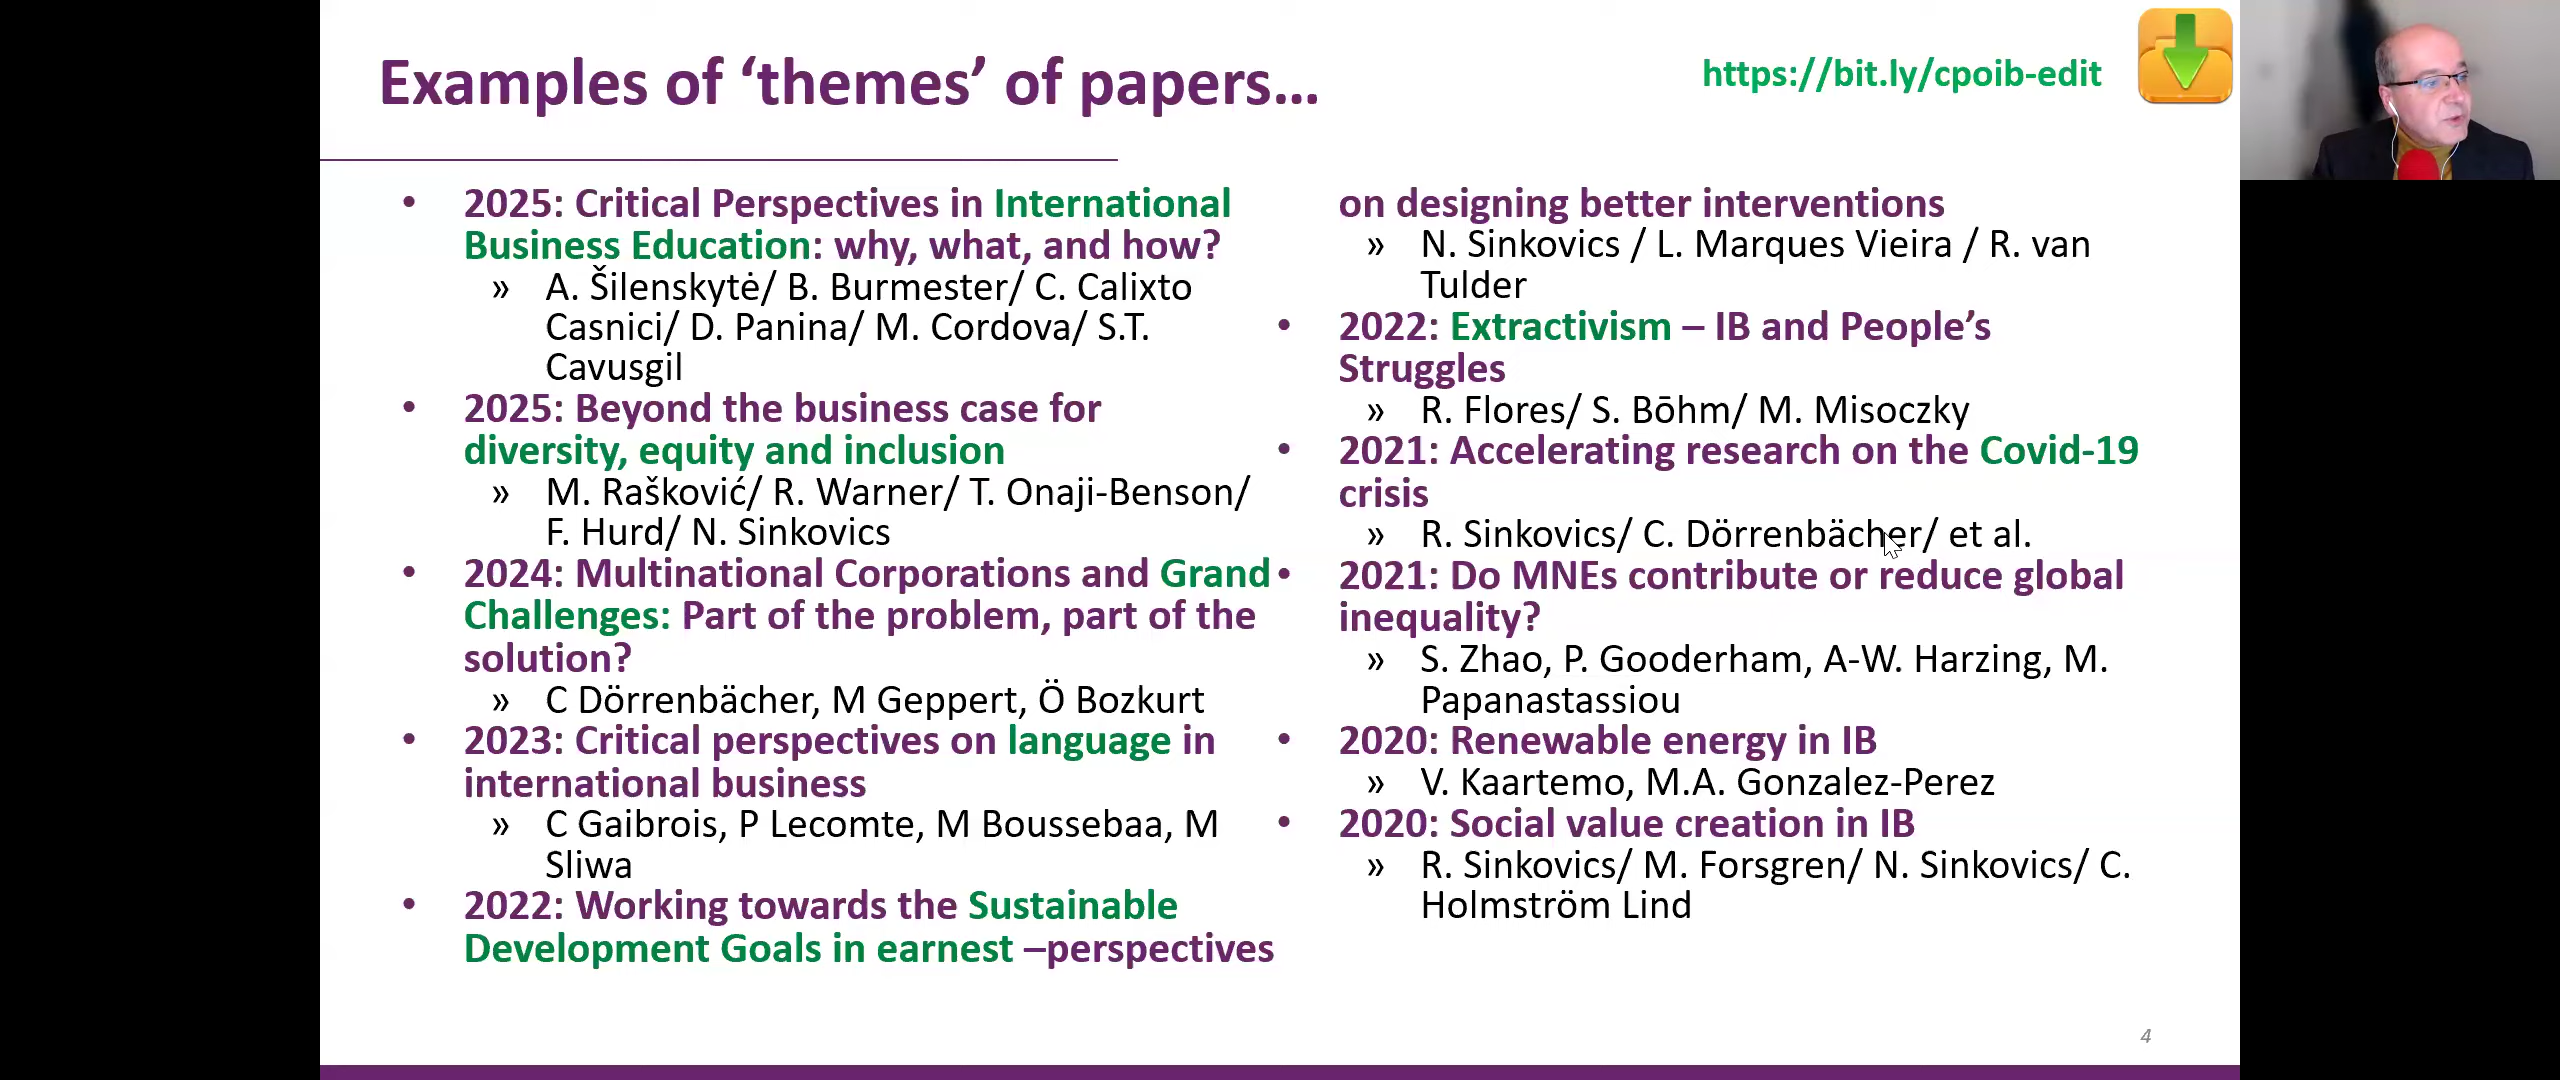 Examples of ‘themes’ of papers…
https://bit.ly/cpoib-edit
• 2025: Critical Perspectives in International
Business Education: why, what, and how?
» A. Šilenskytė/ B. Burmester/ C. Calixto
Casnici/ D. Panina/ M. Cordova/ S.T.
Cavusgil
• 2025: Beyond the business case for
diversity, equity and inclusion
» M. Rašković/ R. Warner/ T. Onaji-Benson/
F. Hurd/ N. Sinkovics
• 2024: Multinational Corporations and Grand
Challenges: Part of the problem, part of the
solution?
» C Dörrenbächer, M Geppert, Ö Bozkurt
• 2023: Critical perspectives on language in
international business
» C Gaibrois, P Lecomte, M Boussebaa, M
Sliwa
• 2022: Working towards the Sustainable
Development Goals in earnest –perspectives
on designing better interventions
» N. Sinkovics / L. Marques Vieira / R. van
Tulder
• 2022: Extractivism – IB and People’s
Struggles
» R. Flores/ S. Bōhm/ M. Misoczky
• 2021: Accelerating research on the Covid-19
crisis
» R. Sinkovics/ C. Dörrenbächer/ et al.
• 2021: Do MNEs contribute or reduce global
inequality?
» S. Zhao, P. Gooderham, A-W. Harzing, M.
Papanastassiou
• 2020: Renewable energy in IB
» V. Kaartemo, M.A. Gonzalez-Perez
• 2020: Social value creation in IB
» R. Sinkovics/ M. Forsgren/ N. Sinkovics/ C.
Holmström Lind
4